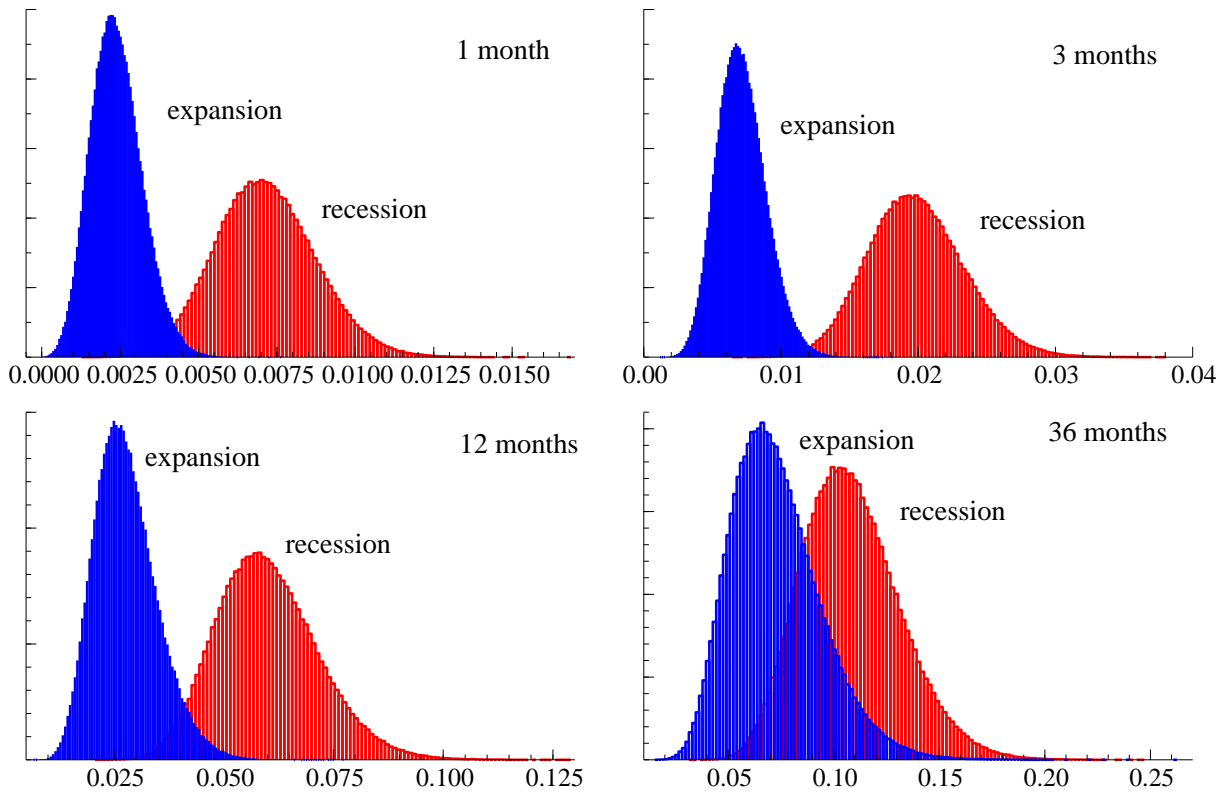 1 month
expansion
recession
0.0000 0.0025 0.0050 0.0075 0.0100 0.0125 0.0150
3 months
expansion
recession
0.00 0.01 0.02 0.03 0.04
12 months
expansion
recession
0.025 0.050 0.075 0.100 0.125
36 months
expansion
recession
0.05 0.10 0.15 0.20 0.25